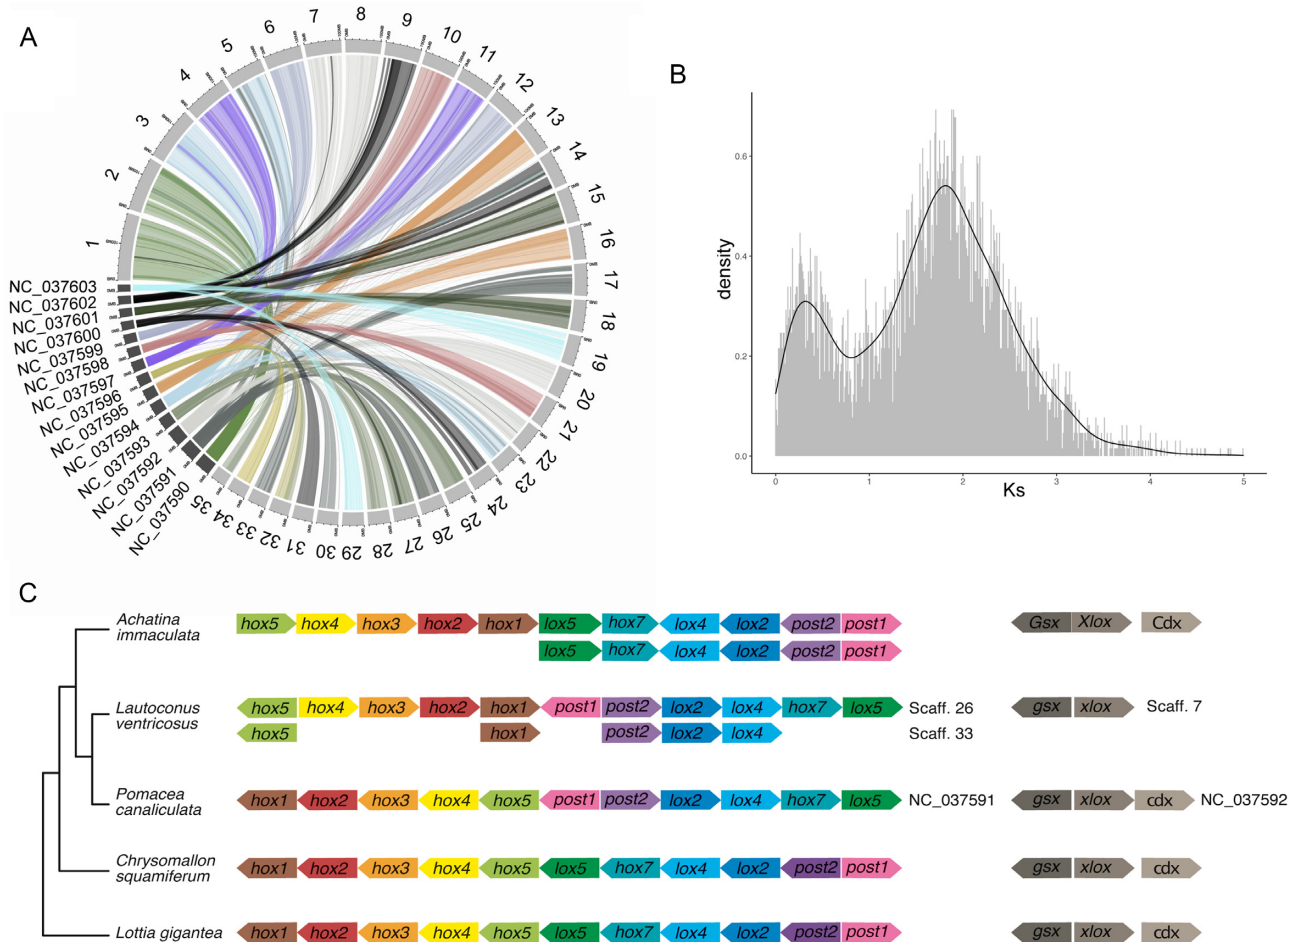 A
1
2
3
4
5
6
7
8
9
10
11
12
13
14
15
16
17
18
19
20
21
22
23
24
25
26
27
28
29
30
31
32
33
34
35
NC_037603
NC_037602
NC_037601
NC_037600
NC_037599
NC_037598
NC_037597
NC_037596
NC_037595
NC_037594
NC_037593
NC_037592
NC_037591
NC_037590
B
density
0.6
0.4
0.2
0.0
0 1 2 3 4 5
Ks
C
Achatina
immaculata
hox5 hox4 hox3 hox2 hox1 lox5 hox7 lox4 lox2 post2 post1 Gsx Xlox Cdx
lox5 hox7 lox4 lox2 post2 post1
Lautoconus
ventricosus
hox5 hox4 hox3 hox2 hox1 post1 post2 lox2 lox4 hox7 lox5 Scaff. 26 gsx xlox Scaff. 7
hox5 hox1 post2 lox2 lox4 Scaff. 33
Pomacea
canaliculata
hox1 hox2 hox3 hox4 hox5 post1 post2 lox2 lox4 hox7 lox5 NC_037591 gsx xlox cdx NC_037592
Chrysomallon
squamiferum
hox1 hox2 hox3 hox4 hox5 lox5 hox7 lox4 lox2 post2 post1 gsx xlox cdx
Lottia gigantea
hox1 hox2 hox3 hox4 hox5 lox5 hox7 lox4 lox2 post2 post1 gsx xlox cdx